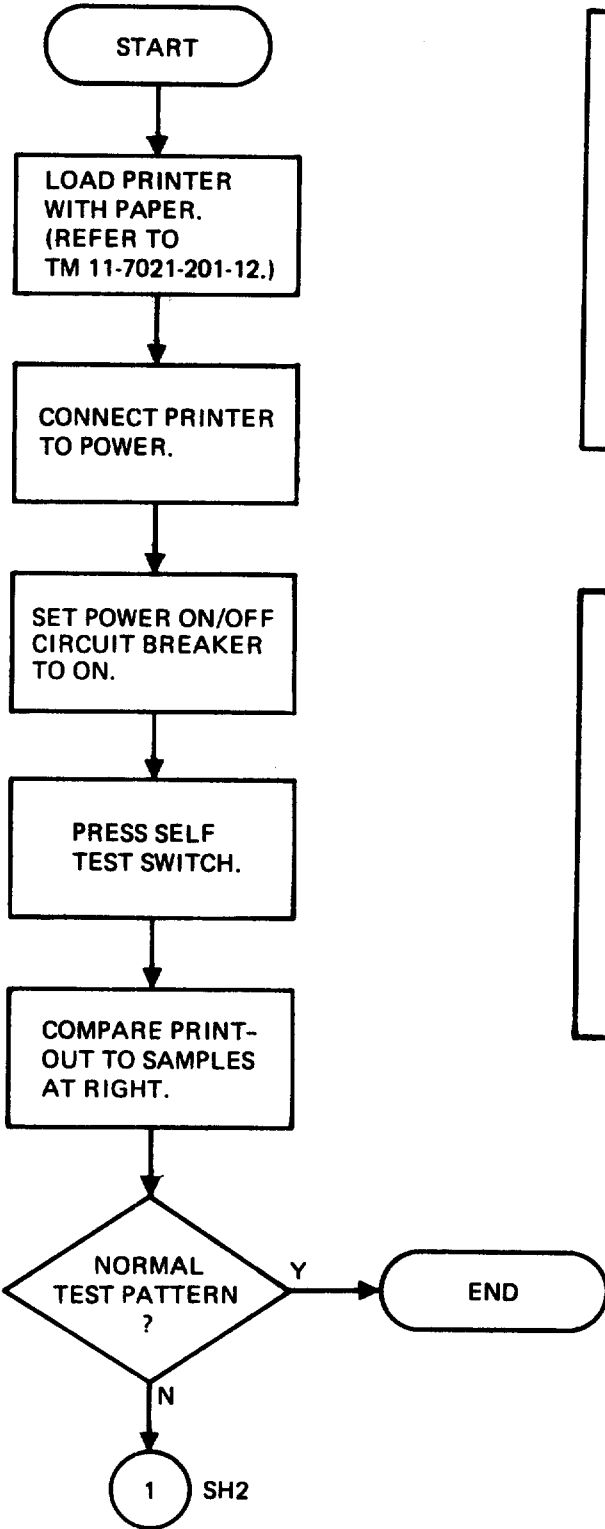 START
LOAD PRINTER
WITH PAPER.
(REFER TO
TM 11-7021-201-12.)
CONNECT PRINTER
TO POWER.
SET POWER ON/OFF
CIRCUIT BREAKER
TO ON.
PRESS SELF
TEST SWITCH.
COMPARE PRINT-
OUT TO SAMPLES
AT RIGHT.
NORMAL
TEST PATTERN
?
Y
END
N
1
SH2